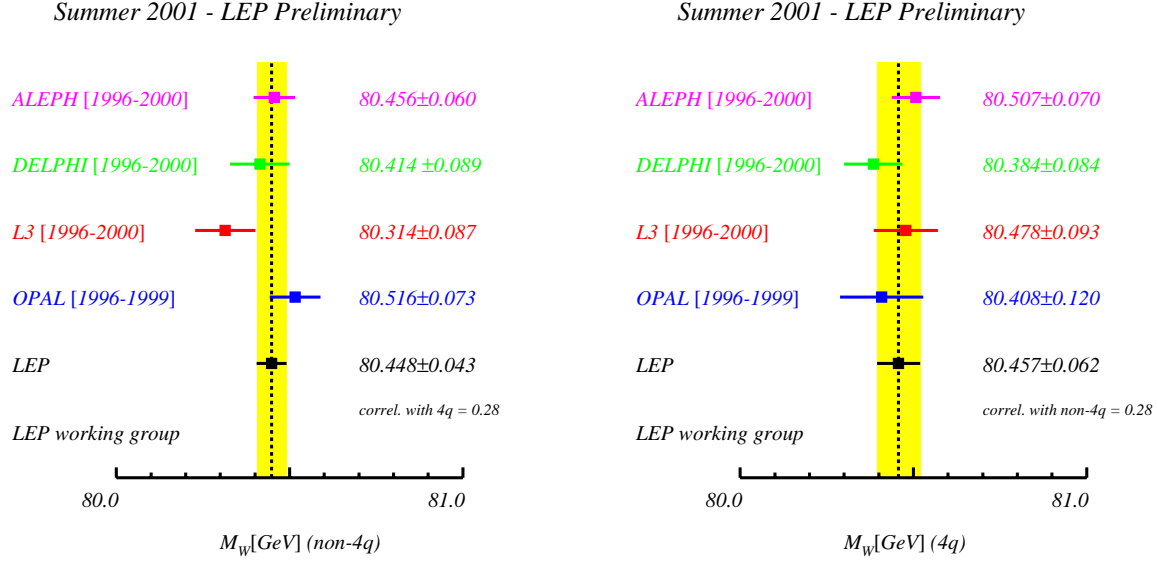 Summer 2001 - LEP Preliminary
ALEPH [1996-2000] 80.456±0.060
DELPHI [1996-2000] 80.414 ±0.089
L3 [1996-2000] 80.314±0.087
OPAL [1996-1999] 80.516±0.073
LEP 80.448±0.043
correl. with 4q = 0.28
LEP working group
80.0 81.0
M_W[GeV] (non-4q)
Summer 2001 - LEP Preliminary
ALEPH [1996-2000] 80.507±0.070
DELPHI [1996-2000] 80.384±0.084
L3 [1996-2000] 80.478±0.093
OPAL [1996-1999] 80.408±0.120
LEP 80.457±0.062
correl. with non-4q = 0.28
LEP working group
80.0 81.0
M_W[GeV] (4q)